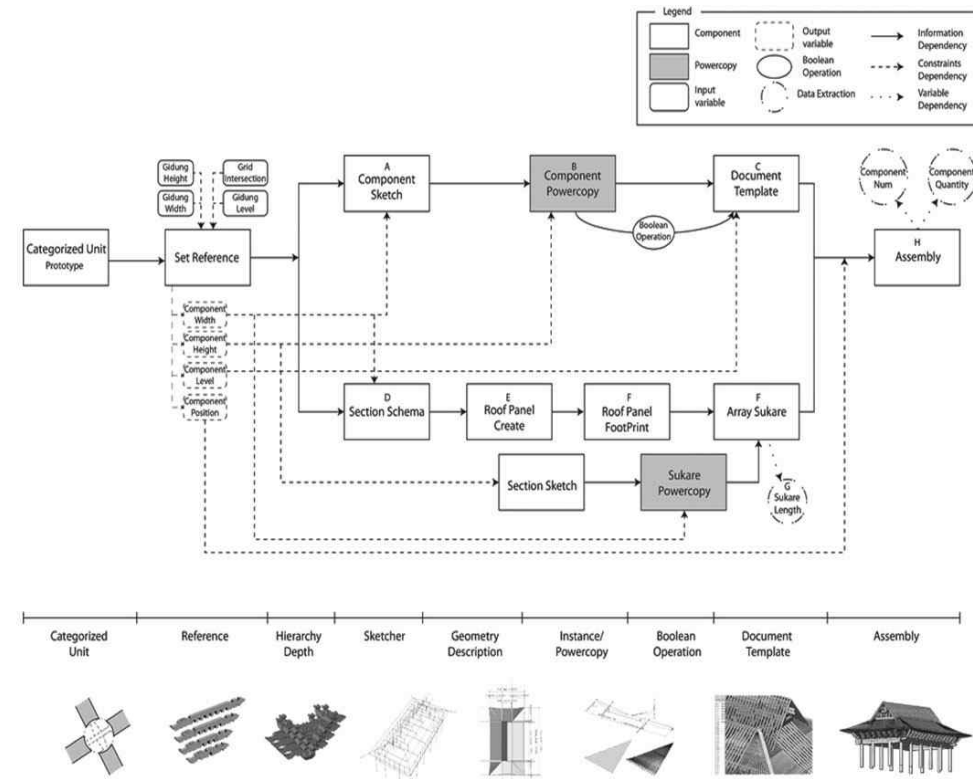 Legend
Component
Powercopy
Input
variable
Output
variable
Boolean
Operation
Data Extraction
Information
Dependency
Constraints
Dependency
Variable
Dependency
Gidung
Height
Grid
Intersection
Gidung
Width
Gidung
Level
Categorized Unit
Prototype
Set Reference
A
Component
Sketch
B
Component
Powercopy
Boolean
Operation
C
Document
Template
Component
Num
Component
Quantity
H
Assembly
Component
Width
Component
Height
Component
Level
Component
Position
D
Section Schema
E
Roof Panel
Create
F
Roof Panel
FootPrint
F
Array Sukare
Section Sketch
Sukare
Powercopy
G
Sukare
Length
Categorized
Unit
Reference
Hierarchy
Depth
Sketcher
Geometry
Description
Instance/
Powercopy
Boolean
Operation
Document
Template
Assembly